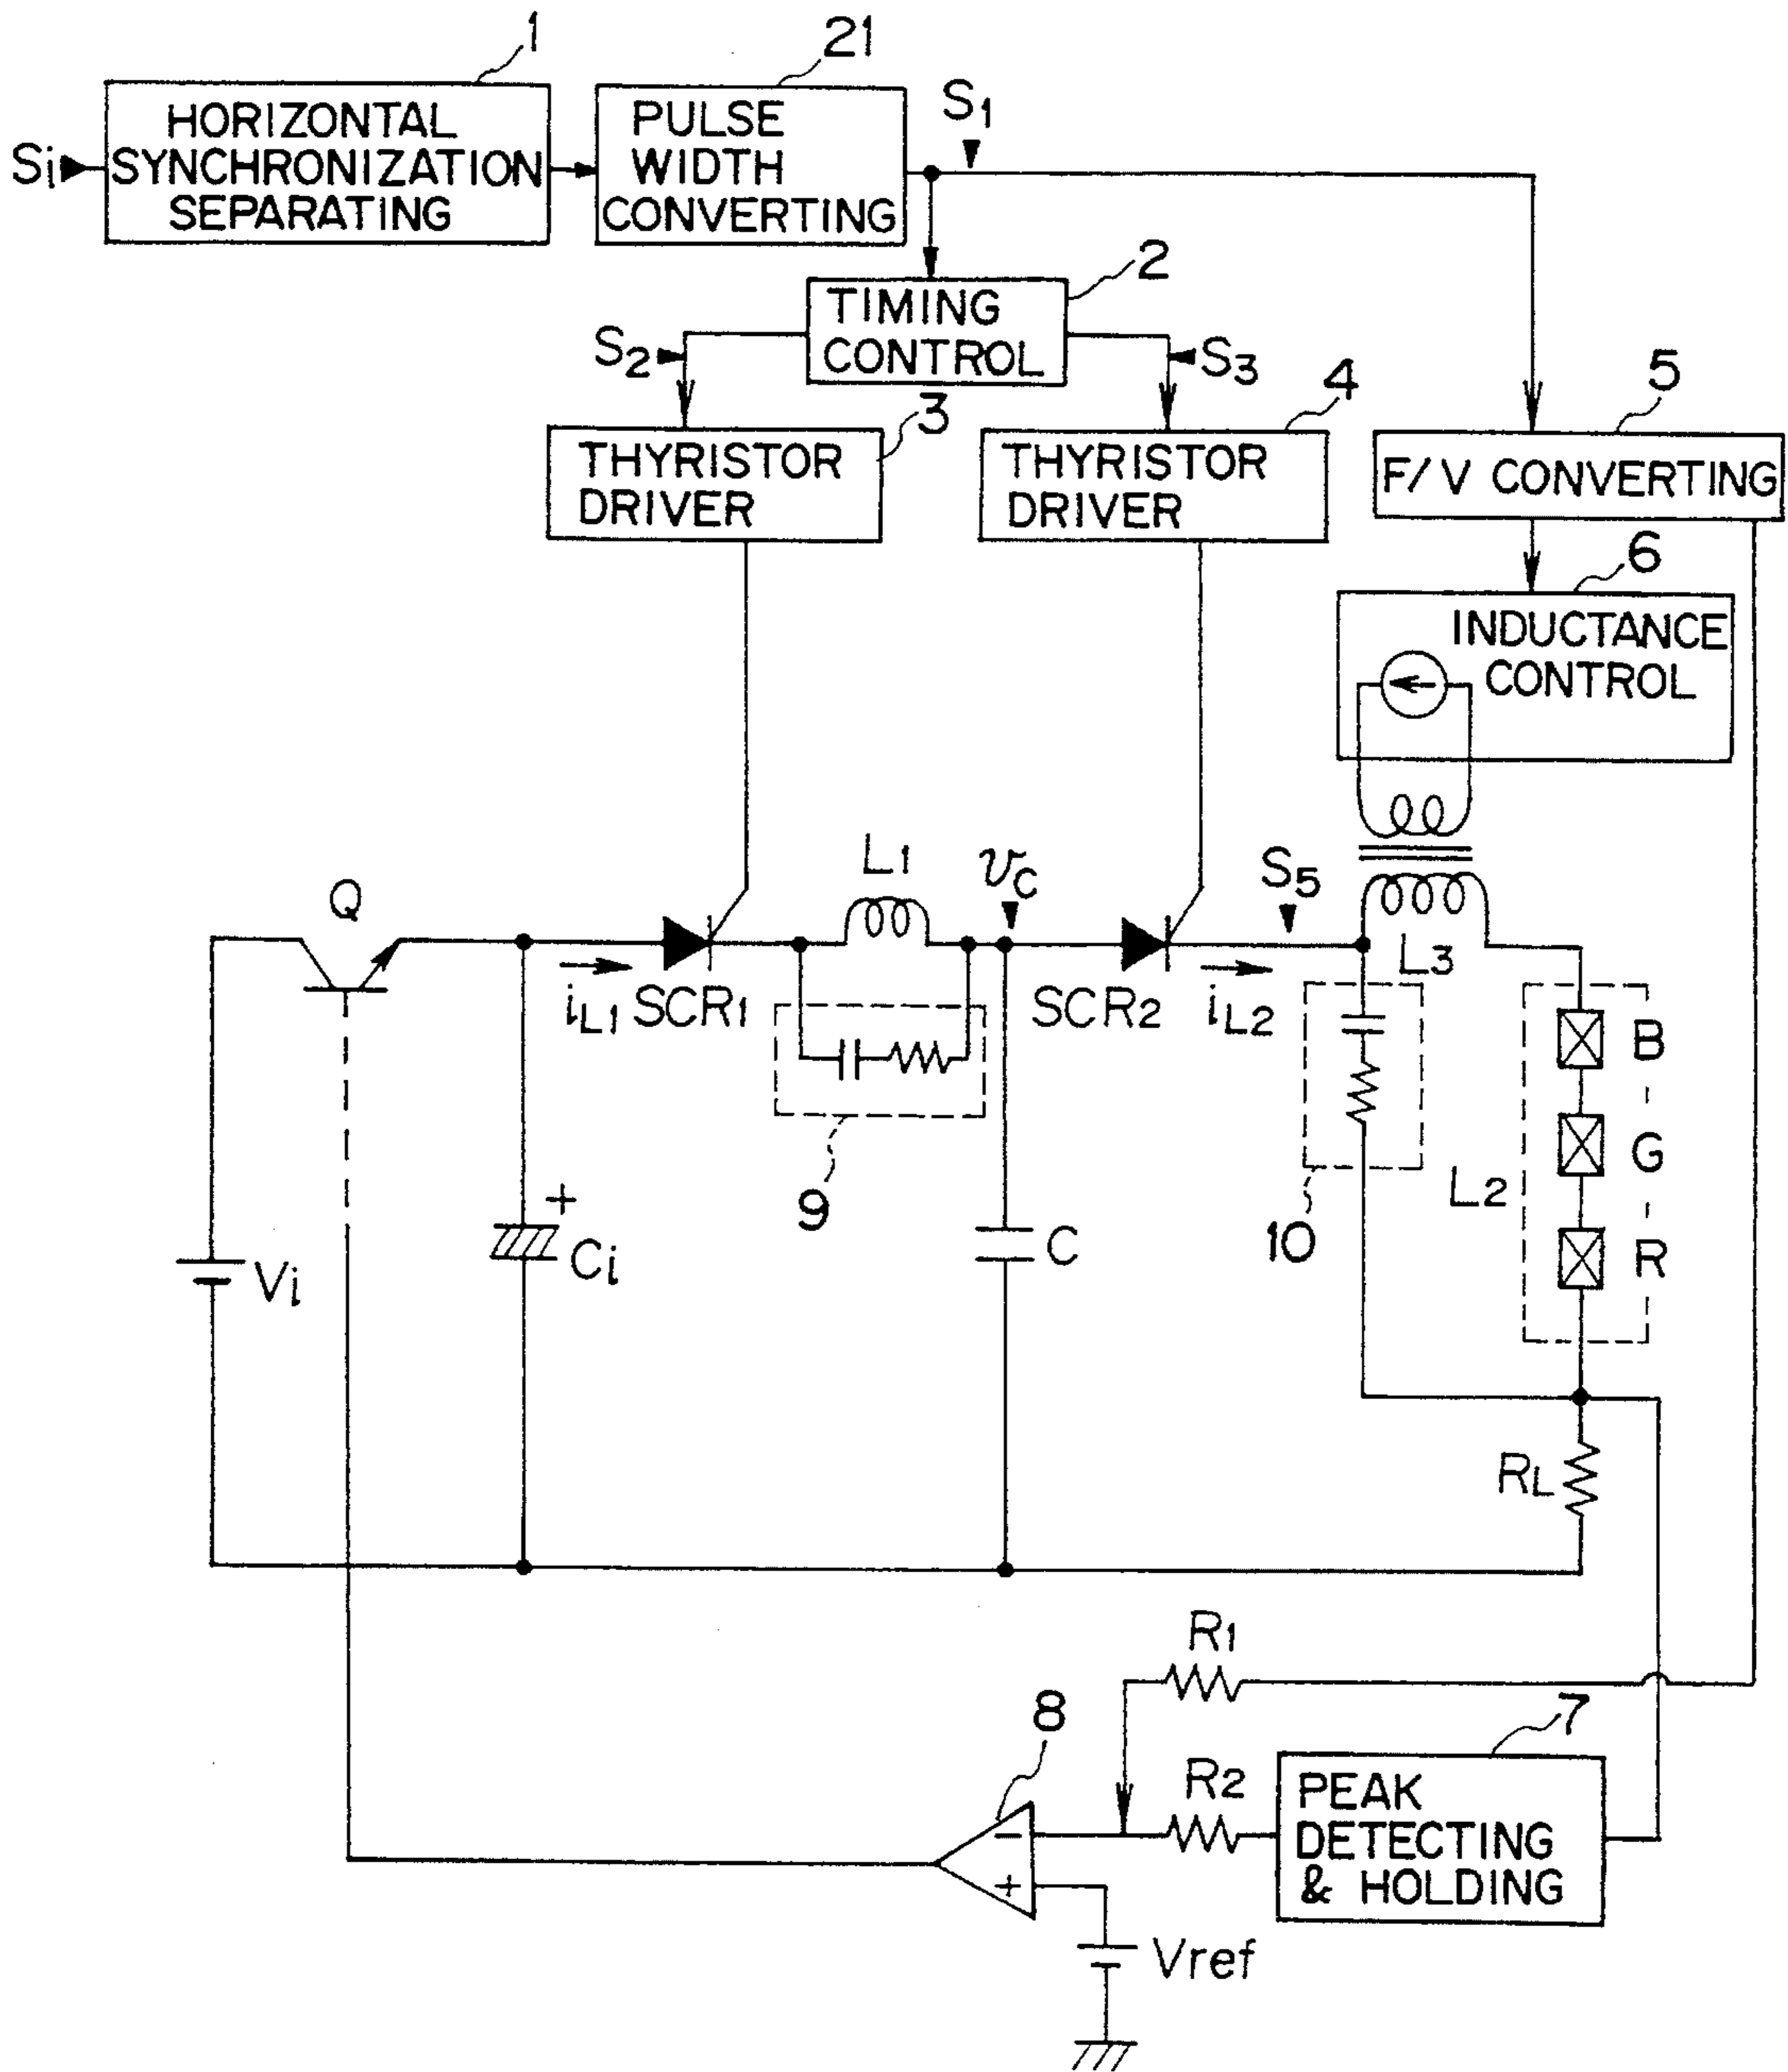 1
21
HORIZONTAL
SYNCHRONIZATION
SEPARATING
PULSE
WIDTH
CONVERTING
Si
S1
2
TIMING
CONTROL
S2
S3
3
4
5
THYRISTOR
DRIVER
THYRISTOR
DRIVER
F/V CONVERTING
6
INDUCTANCE
CONTROL
Q
L1
vc
S5
iL1
SCR1
SCR2
iL2
L3
B
9
G
L2
10
+
Vi
Ci
C
R
RL
R1
8
7
R2
PEAK
DETECTING
& HOLDING
−
+
Vref